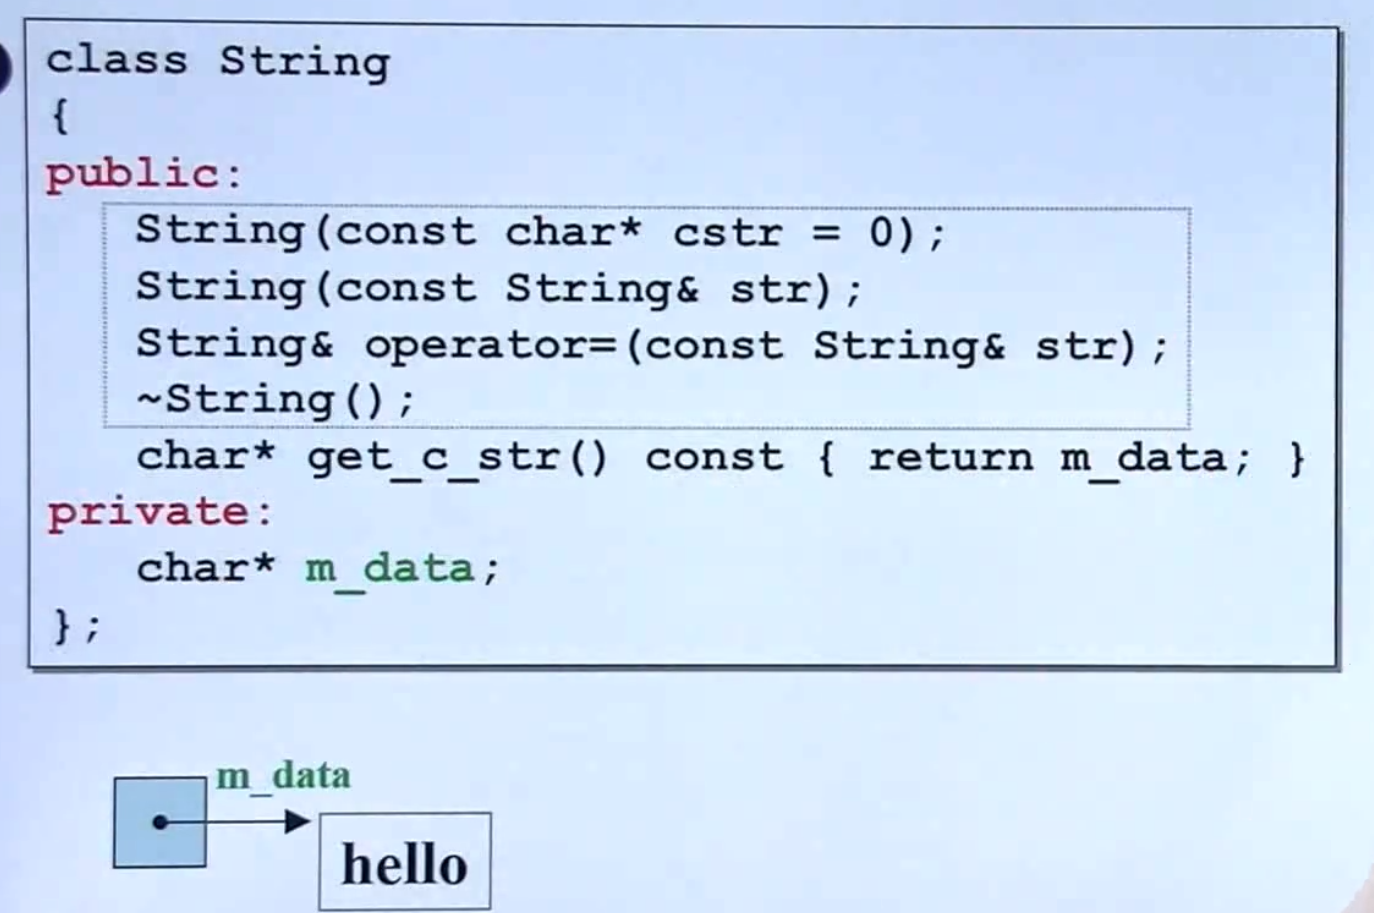 class String
{
public:
String(const char* cstr = 0);
String(const String& str);
String& operator=(const String& str);
~String();
char* get_c_str() const { return m_data; }
private:
char* m_data;
};
m_data
hello